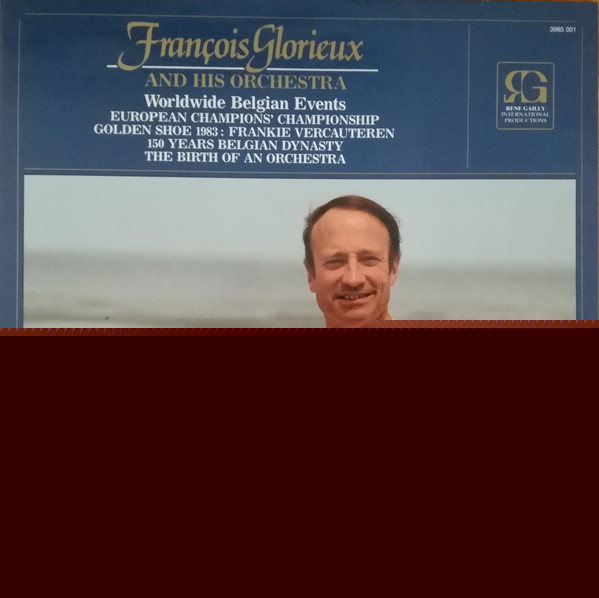 François Glorieux
AND HIS ORCHESTRA
Worldwide Belgian Events
EUROPEAN CHAMPIONS' CHAMPIONSHIP
GOLDEN SHOE 1983 : FRANKIE VERCAUTEREN
150 YEARS BELGIAN DYNASTY
THE BIRTH OF AN ORCHESTRA
3985 001
RG
RENE GAILLY
INTERNATIONAL
PRODUCTIONS